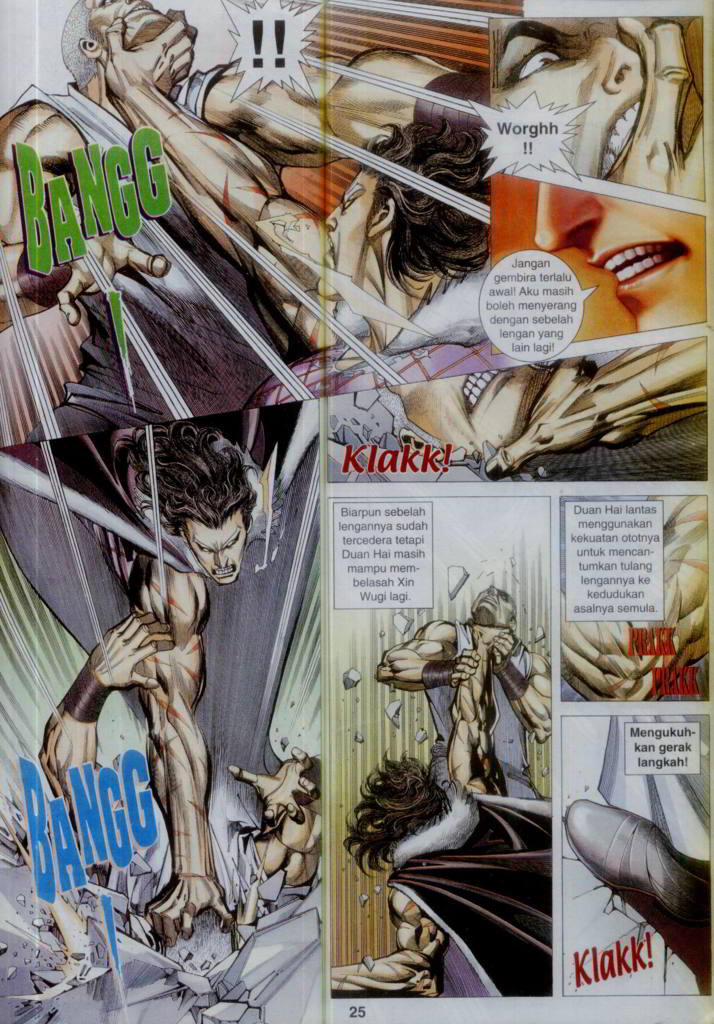 !!
BANGG
!
Worghh
!!
Jangan
gembira terlalu
awal! Aku masih
boleh menyerang
dengan sebelah
lengan yang
lain lagi!
Klakk!
BANGG
!
Biarpun sebelah
lengannya sudah
tercedera tetapi
Duan Hai masih
mampu mem-
belasah Xin
Wugi lagi.
Duan Hai lantas
menggunakan
kekuatan ototnya
untuk mencan-
tumkan tulang
lengannya ke
kedudukan
asalnya semula.
PRAKK
PRAKK
Mengukuh-
kan gerak
langkah!
Klakk!
25